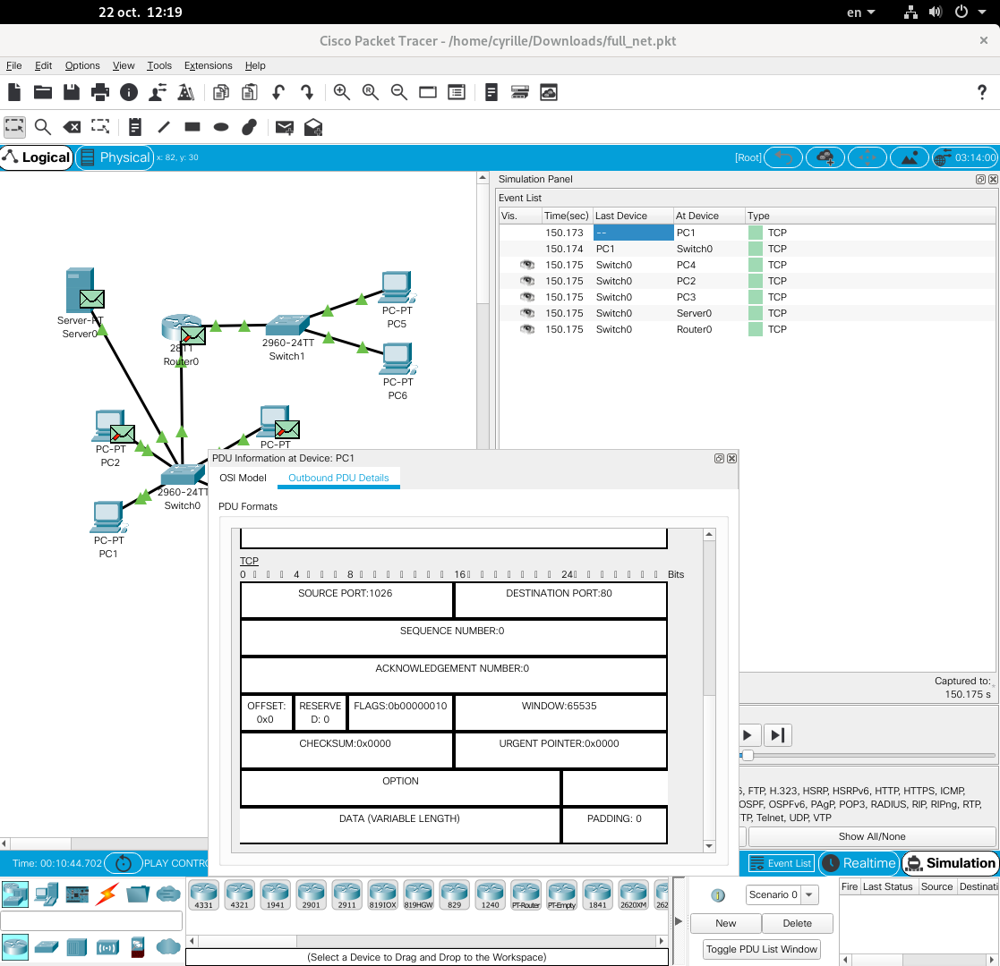 22 oct. 12:19
en
Cisco Packet Tracer - /home/cyrille/Downloads/full_net.pkt
File Edit Options View Tools Extensions Help
Logical Physical x: 82, y: 30
[Root] 03:14:00
Simulation Panel
Event List
Vis. Time(sec) Last Device At Device Type
150.173 -- PC1 TCP
150.174 PC1 Switch0 TCP
150.175 Switch0 PC4 TCP
150.175 Switch0 PC2 TCP
150.175 Switch0 PC3 TCP
150.175 Switch0 Server0 TCP
150.175 Switch0 Router0 TCP
Server-PT
Server0
2811
Router0
2960-24TT
Switch1
PC-PT
PC5
PC-PT
PC6
PC-PT
PC2
PC-PT
2960-24TT
Switch0
PC-PT
PC1
PDU Information at Device: PC1
OSI Model Outbound PDU Details
PDU Formats
TCP
0 4 8 16 24 Bits
SOURCE PORT:1026 DESTINATION PORT:80
SEQUENCE NUMBER:0
ACKNOWLEDGEMENT NUMBER:0
OFFSET: RESERVE FLAGS:0b00000010 WINDOW:65535
0x0 D: 0
CHECKSUM:0x0000 URGENT POINTER:0x0000
OPTION
DATA (VARIABLE LENGTH) PADDING: 0
Captured to:
150.175 s
6, FTP, H.323, HSRP, HSRPv6, HTTP, HTTPS, ICMP,
OSPF, OSPFv6, PAgP, POP3, RADIUS, RIP, RIPng, RTP,
TP, Telnet, UDP, VTP
Show All/None
Time: 00:10:44.702 PLAY CONTRO
Event List Realtime Simulation
4331 4321 1941 2901 2911 819IOX 819HGW 829 1240 PT-Router PT-Empty 1841 2620XM 262
(Select a Device to Drag and Drop to the Workspace)
Scenario 0
New Delete
Toggle PDU List Window
Fire Last Status Source Destinati